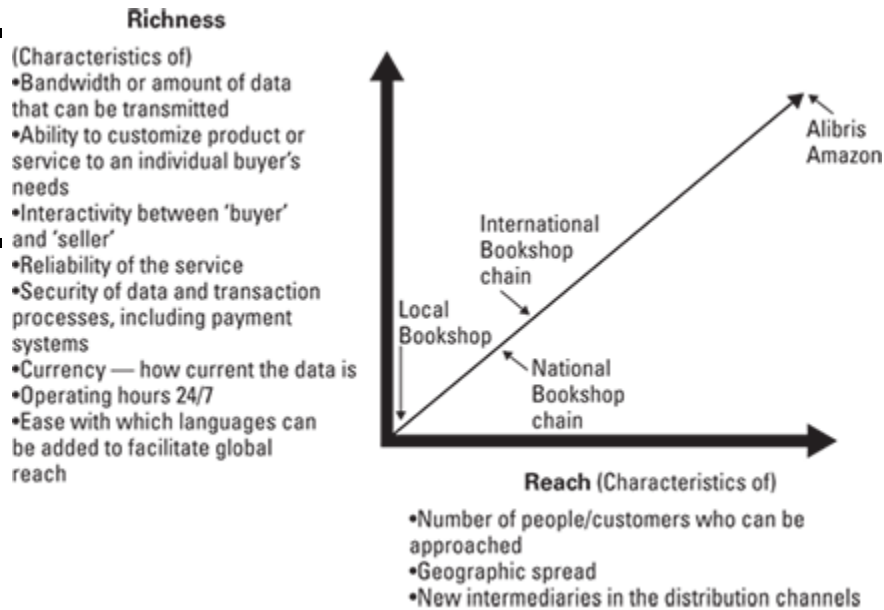 Richness
(Characteristics of)
•Bandwidth or amount of data
that can be transmitted
•Ability to customize product or
service to an individual buyer's
needs
•Interactivity between 'buyer'
and 'seller'
•Reliability of the service
•Security of data and transaction
processes, including payment
systems
•Currency — how current the data is
•Operating hours 24/7
•Ease with which languages can
be added to facilitate global
reach
Alibris
Amazon
International
Bookshop
chain
Local
Bookshop
National
Bookshop
chain
Reach (Characteristics of)
•Number of people/customers who can be
approached
•Geographic spread
•New intermediaries in the distribution channels